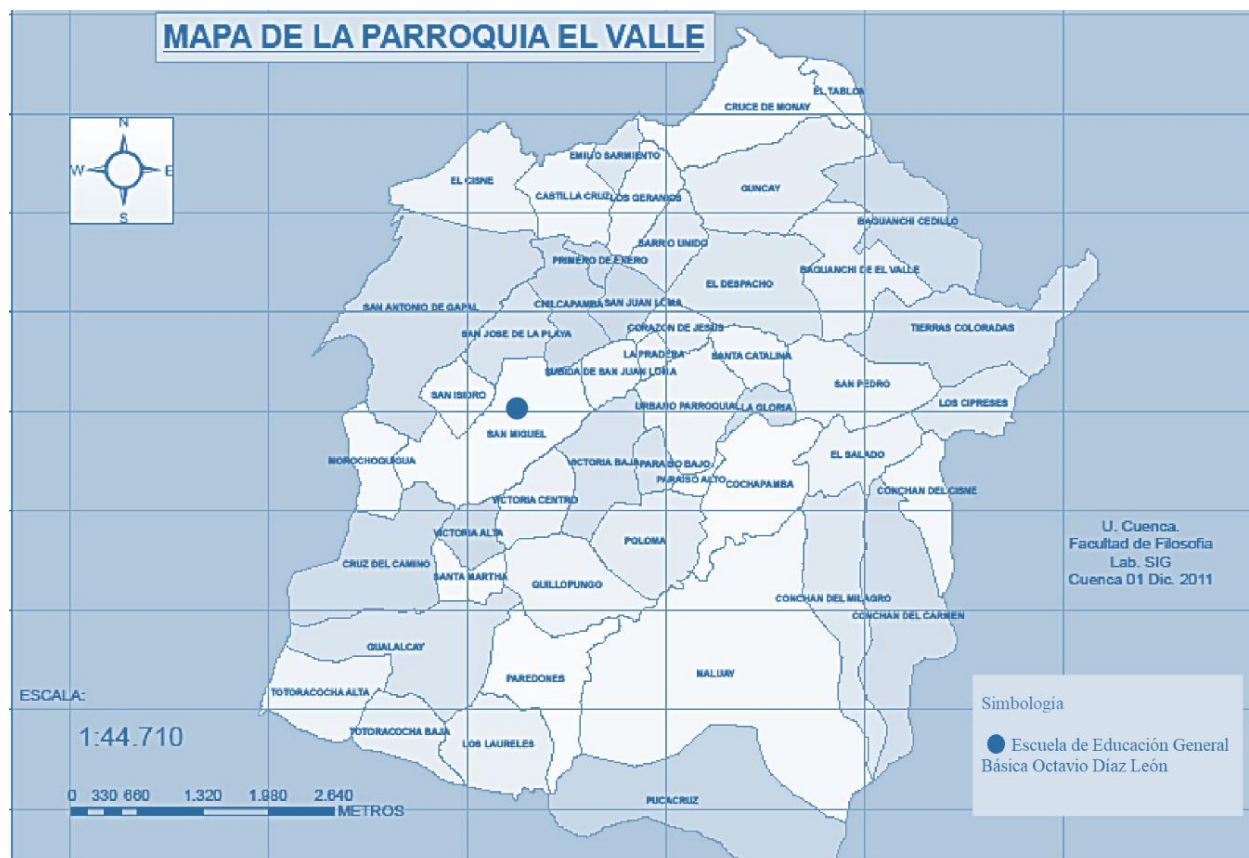 MAPA DE LA PARROQUIA EL VALLE
N
W E
S
EL TABLON
CRUCE DE MONAY
EMILIO SARMIENTO
EL CISNE
CASTILLA CRUZ
LOS GERANIOS
GUNCAY
BAGUANCHI CEDILLO
BARRIO UNIDO
PRIMERO DE ENERO
BAGUANCHI DE EL VALLE
EL DESPACHO
SAN ANTONIO DE GAPAL
CHILCAPAMBA
SAN JUAN LOMA
SAN JOSE DE LA PLAYA
CORAZON DE JESUS
TIERRAS COLORADAS
LA PRADERA
SANTA CATALINA
SUBIDA DE SAN JUAN LOMA
SAN PEDRO
SAN ISIDRO
URBANO PARROQUIAL
LA GLORIA
LOS CIPRESES
SAN MIGUEL
MOROCHOQUIGUA
VICTORIA BAJA
PARAISO BAJO
EL SALADO
PARAISO ALTO
COCHAPAMBA
CONCHAN DEL CISNE
VICTORIA CENTRO
VICTORIA ALTA
POLOMA
CRUZ DEL CAMINO
SANTA MARTHA
QUILLOPUNGO
CONCHAN DEL MILAGRO
CONCHAN DEL CARMEN
GUALALCAY
PAREDONES
MALUAY
TOTORACOCHA ALTA
TOTORACOCHA BAJA
LOS LAURELES
PUCACRUZ
U. Cuenca.
Facultad de Filosofia
Lab. SIG
Cuenca 01 Dic. 2011
ESCALA:
1:44.710
0 330 660 1.320 1.980 2.640
METROS
Simbología
Escuela de Educación General
Básica Octavio Díaz León